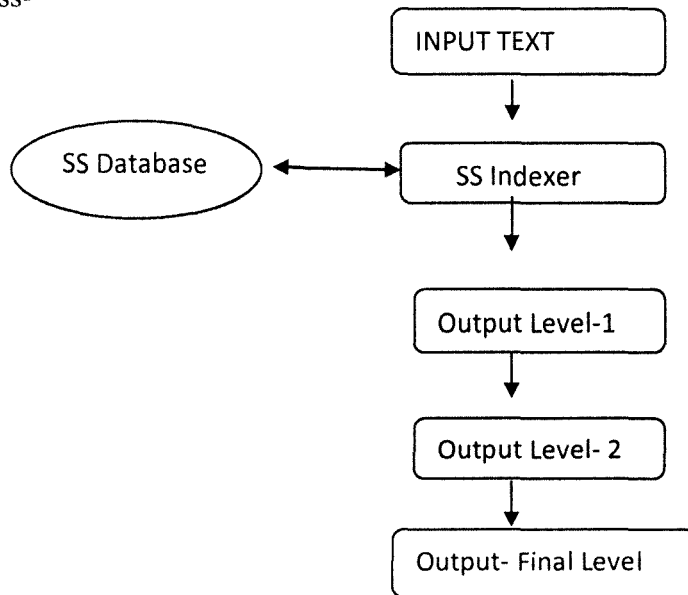 INPUT TEXT
SS Database
SS Indexer
Output Level-1
Output Level- 2
Output- Final Level